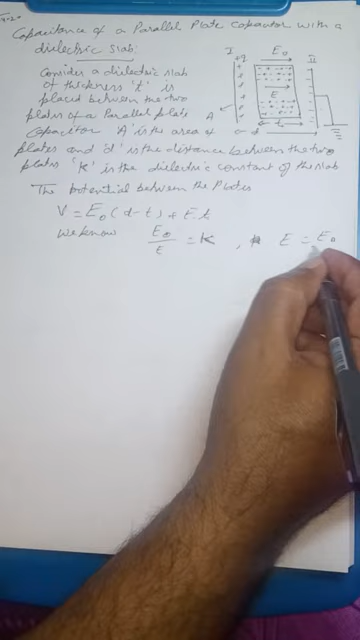 Capacitance of a Parallel Plate Capacitor with a
dielectric Slab:
Consider a dielectric slab
of thickness 't' is
placed between the two
plates of a Parallel plate
Capacitor 'A' is the area of
plates and 'd' is the distance between the two
plates 'K' is the dielectric constant of the slab
The Potential between the Plates
V = E₀(d-t) + E.t
We know E₀/E = K , E = E₀
I +q E₀ II
E
A
t
d